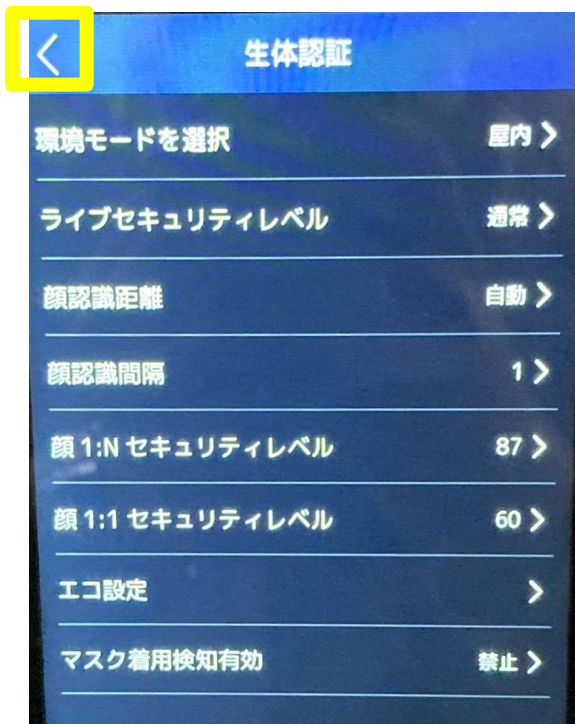 生体認証
環境モードを選択 屋内
ライブセキュリティレベル 通常
顔認識距離 自動
顔認識間隔 1
顔 1:N セキュリティレベル 87
顔 1:1 セキュリティレベル 60
エコ設定
マスク着用検知有効 禁止